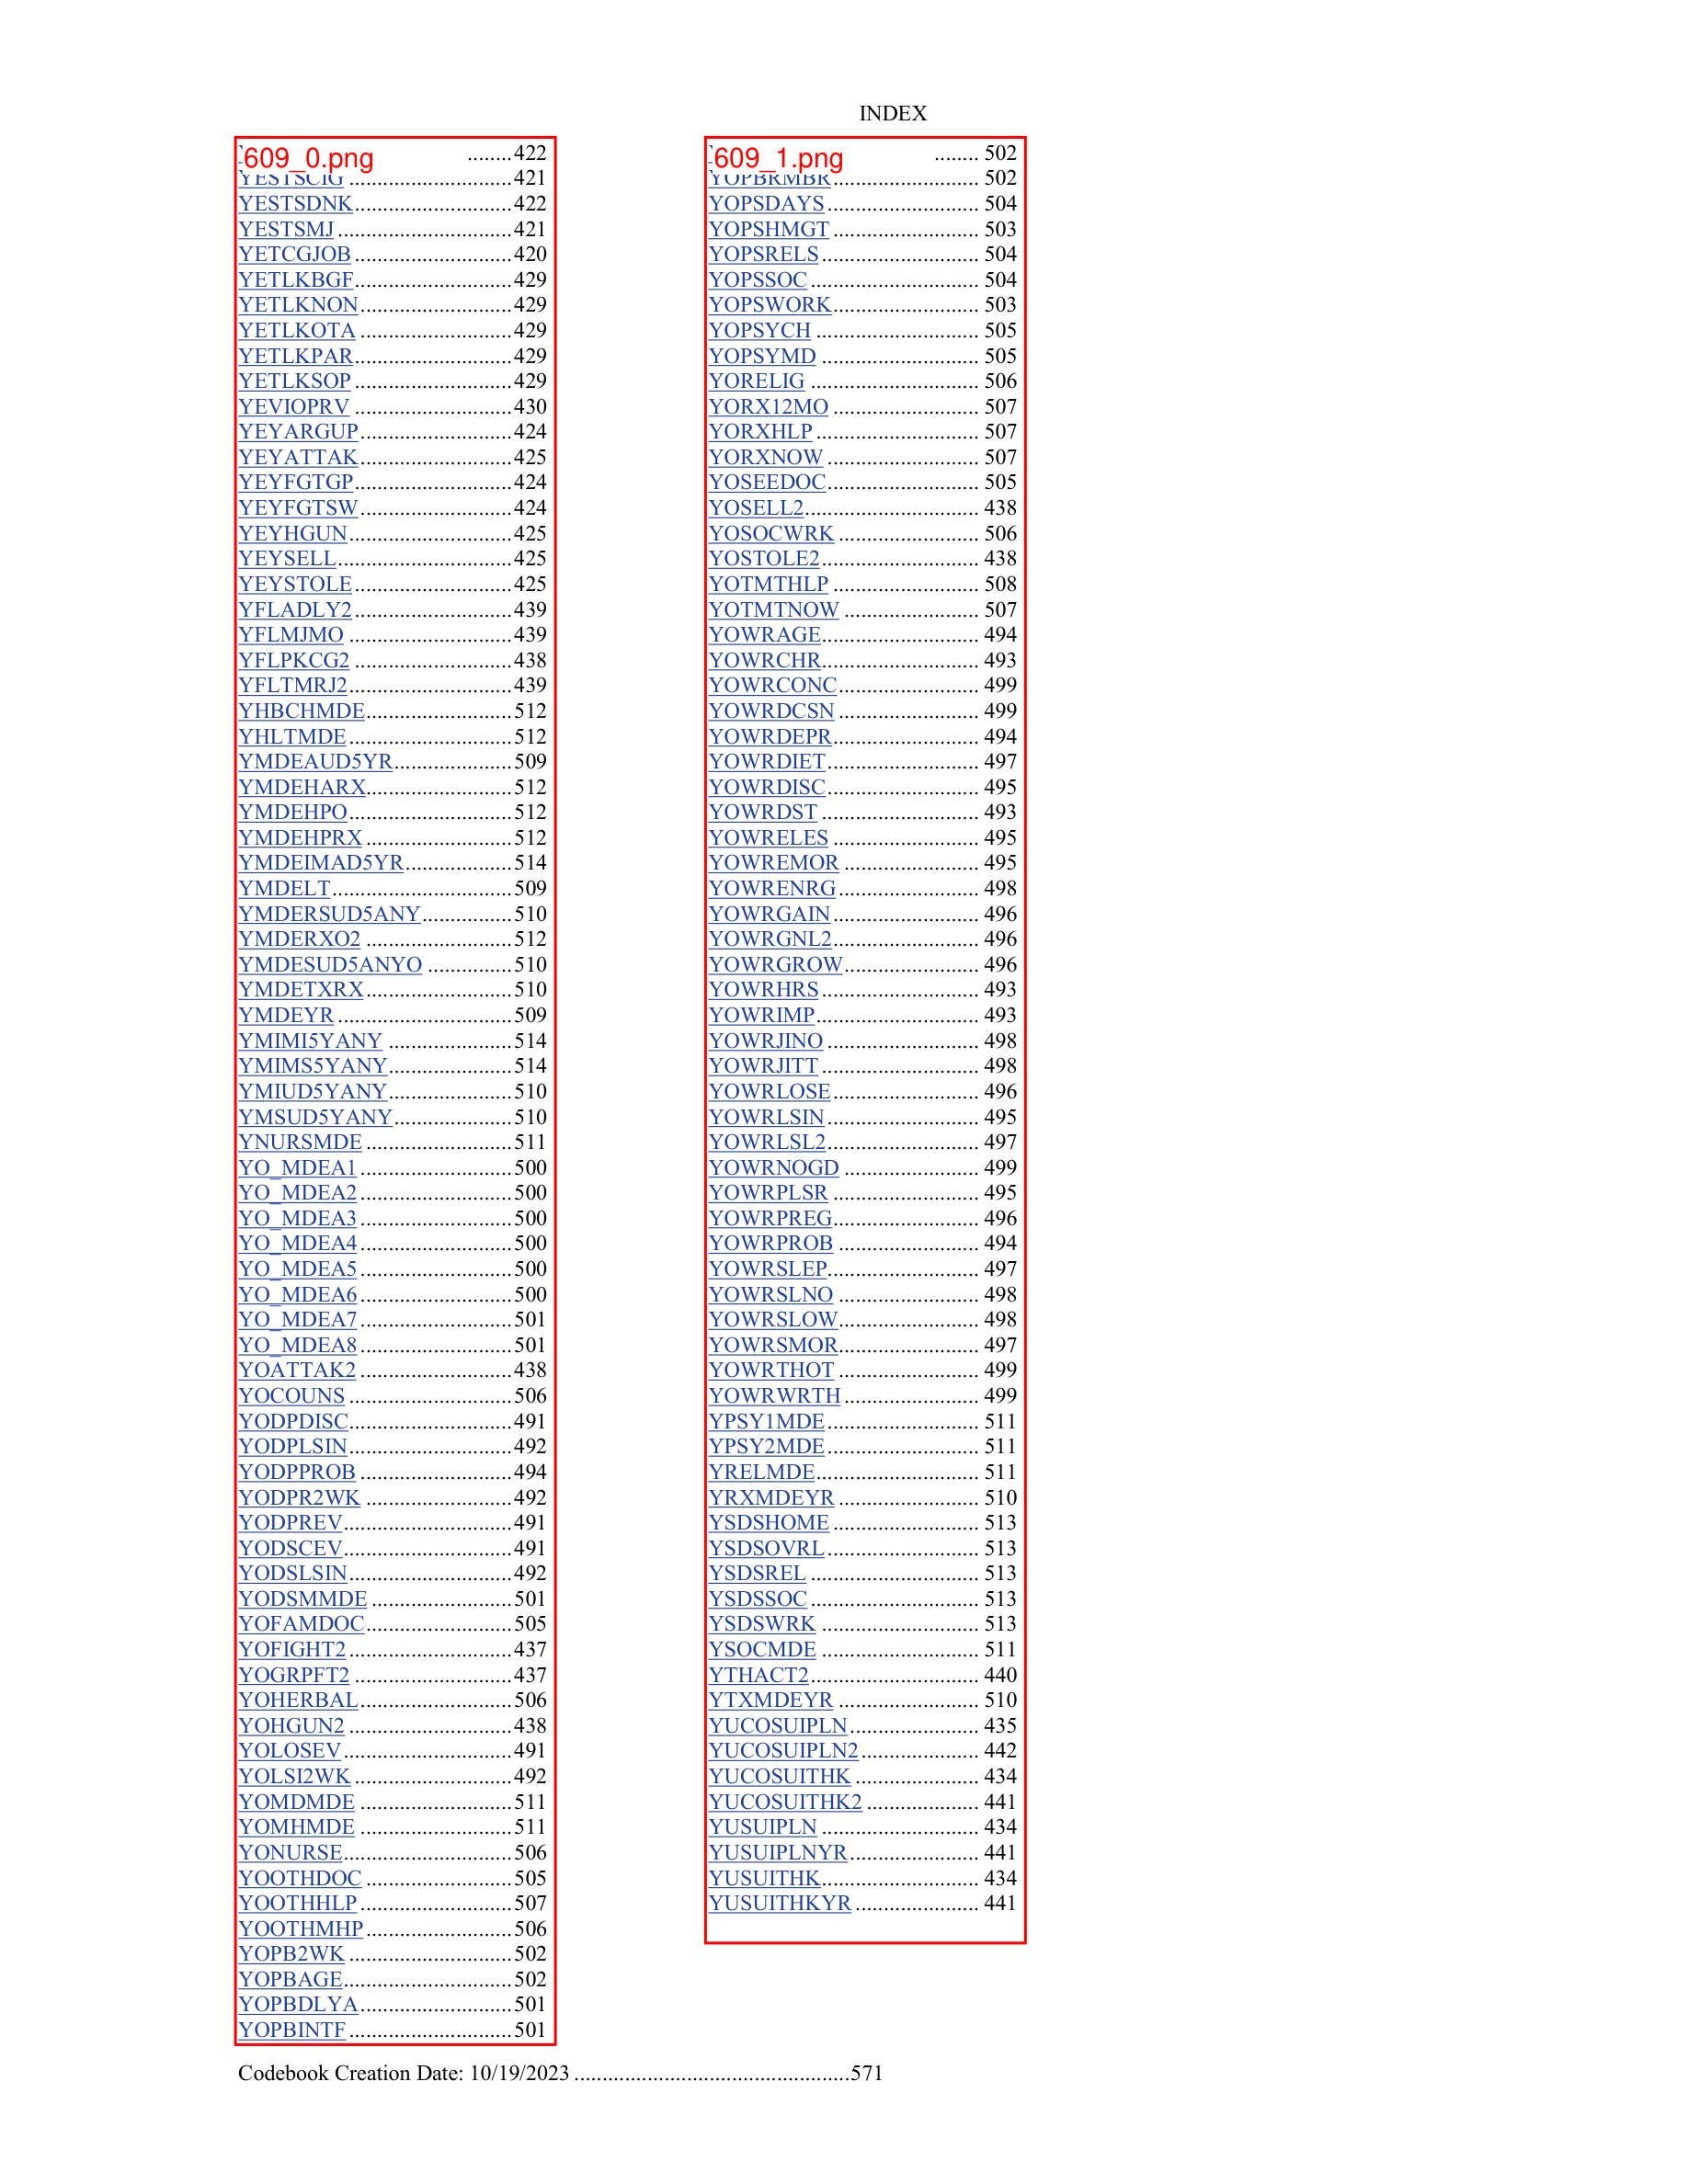 INDEX
609_0.png ........422
YESTSCIG .............................421
YESTSDNK............................422
YESTSMJ ...............................421
YETCGJOB ............................420
YETLKBGF............................429
YETLKNON...........................429
YETLKOTA ...........................429
YETLKPAR............................429
YETLKSOP ............................429
YEVIOPRV ............................430
YEYARGUP...........................424
YEYATTAK...........................425
YEYFGTGP............................424
YEYFGTSW...........................424
YEYHGUN.............................425
YEYSELL...............................425
YEYSTOLE............................425
YFLADLY2............................439
YFLMJMO .............................439
YFLPKCG2 ............................438
YFLTMRJ2.............................439
YHBCHMDE..........................512
YHLTMDE.............................512
YMDEAUD5YR.....................509
YMDEHARX..........................512
YMDEHPO.............................512
YMDEHPRX ..........................512
YMDEIMAD5YR...................514
YMDELT................................509
YMDERSUD5ANY................510
YMDERXO2 ..........................512
YMDESUD5ANYO ...............510
YMDETXRX..........................510
YMDEYR ...............................509
YMIMI5YANY ......................514
YMIMS5YANY......................514
YMIUD5YANY......................510
YMSUD5YANY.....................510
YNURSMDE ..........................511
YO_MDEA1 ...........................500
YO_MDEA2 ...........................500
YO_MDEA3 ...........................500
YO_MDEA4 ...........................500
YO_MDEA5 ...........................500
YO_MDEA6 ...........................500
YO_MDEA7 ...........................501
YO_MDEA8 ...........................501
YOATTAK2 ...........................438
YOCOUNS .............................506
YODPDISC.............................491
YODPLSIN.............................492
YODPPROB ...........................494
YODPR2WK ..........................492
YODPREV..............................491
YODSCEV..............................491
YODSLSIN.............................492
YODSMMDE .........................501
YOFAMDOC..........................505
YOFIGHT2.............................437
YOGRPFT2 ............................437
YOHERBAL...........................506
YOHGUN2 .............................438
YOLOSEV..............................491
YOLSI2WK ............................492
YOMDMDE ...........................511
YOMHMDE ...........................511
YONURSE..............................506
YOOTHDOC ..........................505
YOOTHHLP ...........................507
YOOTHMHP..........................506
YOPB2WK .............................502
YOPBAGE..............................502
YOPBDLYA...........................501
YOPBINTF .............................501
609_1.png ........ 502
YOPBRMBR.......................... 502
YOPSDAYS........................... 504
YOPSHMGT .......................... 503
YOPSRELS............................ 504
YOPSSOC .............................. 504
YOPSWORK.......................... 503
YOPSYCH ............................. 505
YOPSYMD ............................ 505
YORELIG .............................. 506
YORX12MO .......................... 507
YORXHLP ............................. 507
YORXNOW ........................... 507
YOSEEDOC........................... 505
YOSELL2............................... 438
YOSOCWRK ......................... 506
YOSTOLE2............................ 438
YOTMTHLP .......................... 508
YOTMTNOW ........................ 507
YOWRAGE............................ 494
YOWRCHR............................ 493
YOWRCONC......................... 499
YOWRDCSN ......................... 499
YOWRDEPR.......................... 494
YOWRDIET........................... 497
YOWRDISC........................... 495
YOWRDST ............................ 493
YOWRELES .......................... 495
YOWREMOR ........................ 495
YOWRENRG......................... 498
YOWRGAIN.......................... 496
YOWRGNL2.......................... 496
YOWRGROW........................ 496
YOWRHRS............................ 493
YOWRIMP............................. 493
YOWRJINO ........................... 498
YOWRJITT ............................ 498
YOWRLOSE.......................... 496
YOWRLSIN........................... 495
YOWRLSL2........................... 497
YOWRNOGD ........................ 499
YOWRPLSR .......................... 495
YOWRPREG.......................... 496
YOWRPROB ......................... 494
YOWRSLEP........................... 497
YOWRSLNO ......................... 498
YOWRSLOW......................... 498
YOWRSMOR......................... 497
YOWRTHOT ......................... 499
YOWRWRTH ........................ 499
YPSY1MDE........................... 511
YPSY2MDE........................... 511
YRELMDE............................. 511
YRXMDEYR ......................... 510
YSDSHOME .......................... 513
YSDSOVRL........................... 513
YSDSREL .............................. 513
YSDSSOC .............................. 513
YSDSWRK ............................ 513
YSOCMDE ............................ 511
YTHACT2.............................. 440
YTXMDEYR ......................... 510
YUCOSUIPLN....................... 435
YUCOSUIPLN2..................... 442
YUCOSUITHK ...................... 434
YUCOSUITHK2 .................... 441
YUSUIPLN ............................ 434
YUSUIPLNYR....................... 441
YUSUITHK............................ 434
YUSUITHKYR ...................... 441
Codebook Creation Date: 10/19/2023 .................................................571